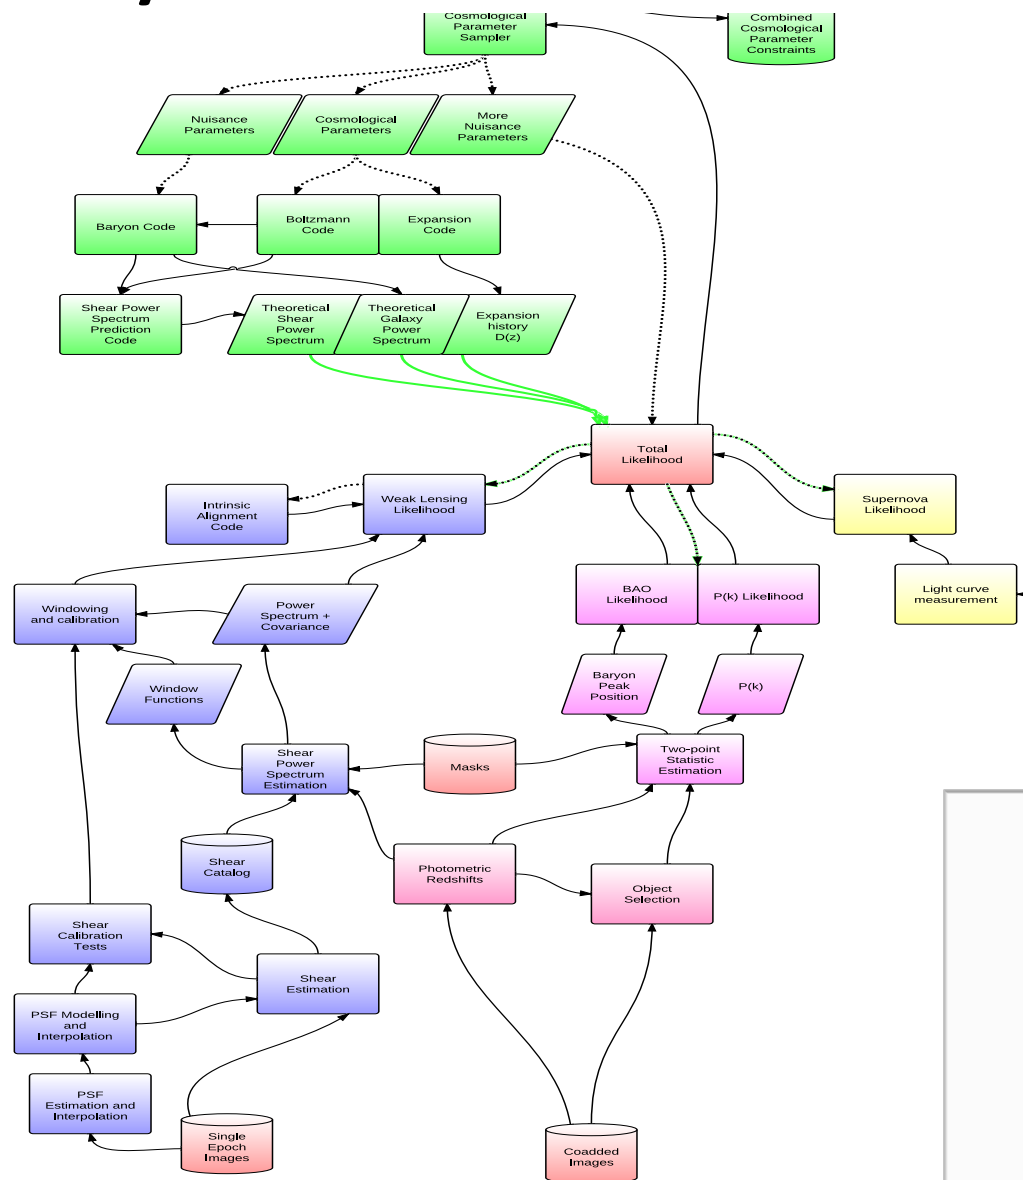 Cosmological
Parameter
Sampler
Combined
Cosmological
Parameter
Constraints
Nuisance
Parameters
Cosmological
Parameters
More
Nuisance
Parameters
Baryon Code
Boltzmann
Code
Expansion
Code
Shear Power
Spectrum
Prediction
Code
Theoretical
Shear
Power
Spectrum
Theoretical
Galaxy
Power
Spectrum
Expansion
history
D(z)
Total
Likelihood
Intrinsic
Alignment
Code
Weak Lensing
Likelihood
Supernova
Likelihood
Windowing
and calibration
Power
Spectrum +
Covariance
BAO
Likelihood
P(k) Likelihood
Light curve
measurement
Window
Functions
Baryon
Peak
Position
P(k)
Shear
Power
Spectrum
Estimation
Masks
Two-point
Statistic
Estimation
Shear
Catalog
Photometric
Redshifts
Object
Selection
Shear
Calibration
Tests
Shear
Estimation
PSF Modelling
and
Interpolation
PSF
Estimation and
Interpolation
Single
Epoch
Images
Coadded
Images